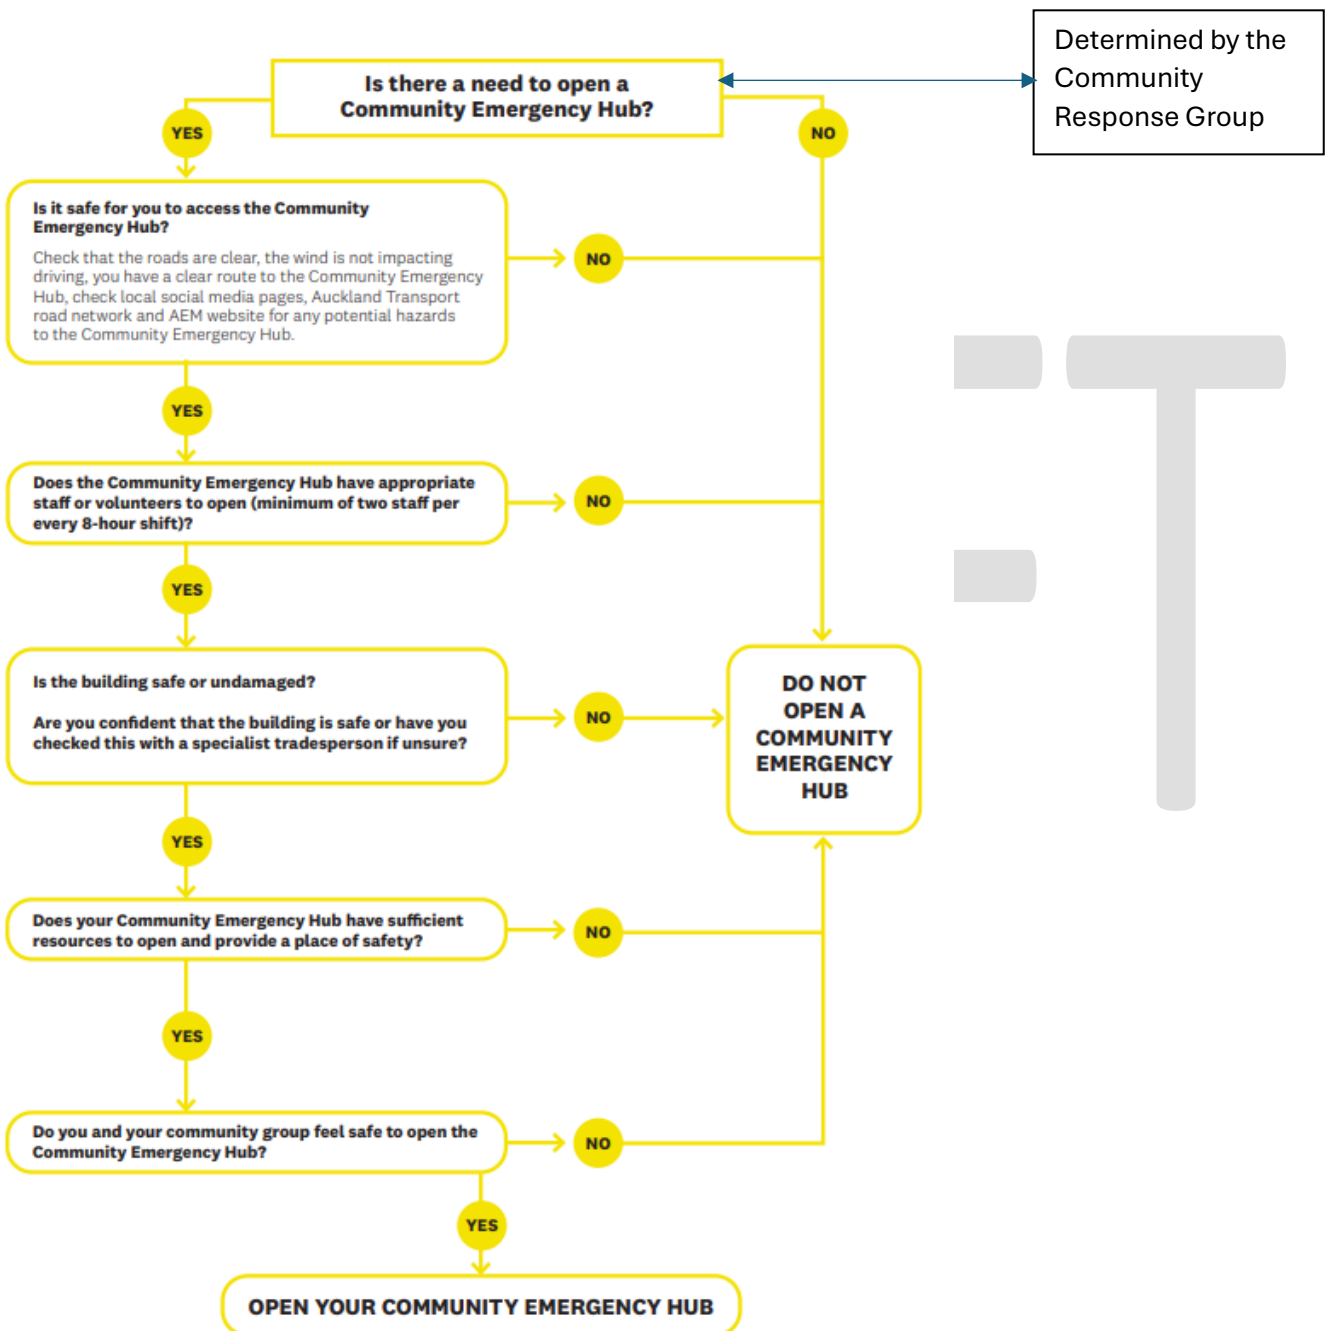 Determined by the
Community
Response Group
Is there a need to open a
Community Emergency Hub?
YES
NO
Is it safe for you to access the Community
Emergency Hub?
Check that the roads are clear, the wind is not impacting
driving, you have a clear route to the Community Emergency
Hub, check local social media pages, Auckland Transport
road network and AEM website for any potential hazards
to the Community Emergency Hub.
NO
YES
Does the Community Emergency Hub have appropriate
staff or volunteers to open (minimum of two staff per
every 8-hour shift)?
NO
YES
Is the building safe or undamaged?
Are you confident that the building is safe or have you
checked this with a specialist tradesperson if unsure?
NO
DO NOT
OPEN A
COMMUNITY
EMERGENCY
HUB
YES
Does your Community Emergency Hub have sufficient
resources to open and provide a place of safety?
NO
YES
Do you and your community group feel safe to open the
Community Emergency Hub?
NO
YES
OPEN YOUR COMMUNITY EMERGENCY HUB